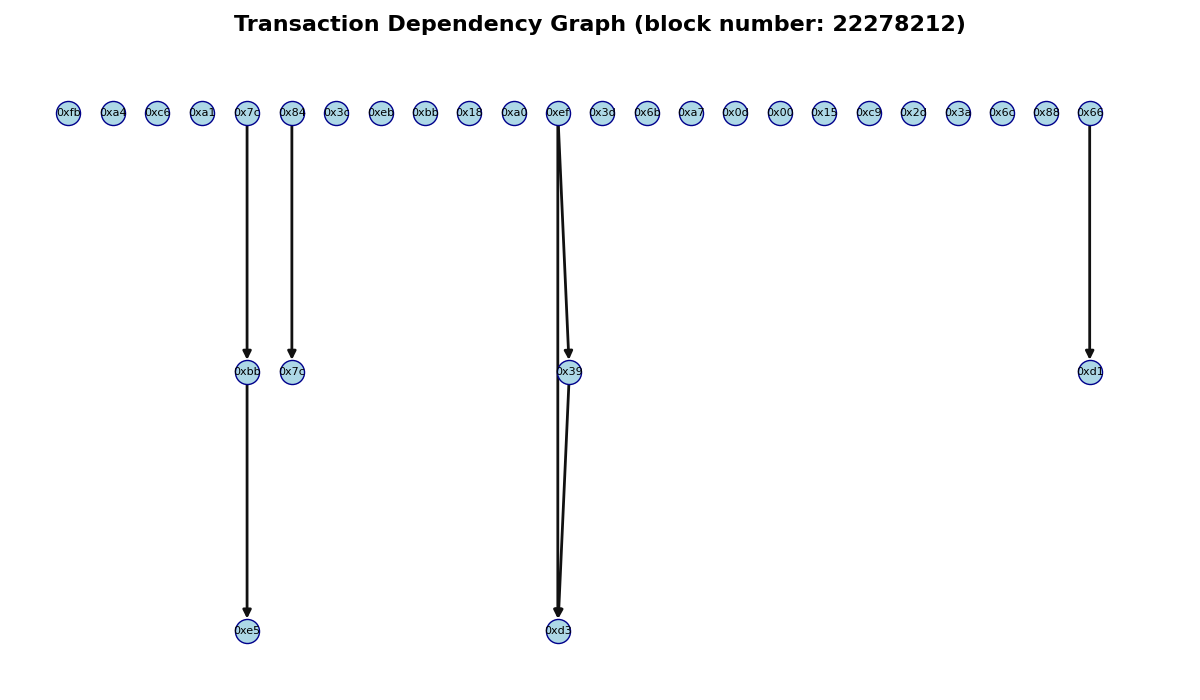 Transaction Dependency Graph (block number: 22278212)
0xfb 0xa4 0xc6 0xa1 0x7c 0x84 0x3c 0xeb 0xbb 0x18 0xa0 0xef 0x3d 0x6b 0xa7 0x0d 0x00 0x15 0xc9 0x2d 0x3a 0x6c 0x88 0x66
0xbb 0x7c 0x39 0xd1
0xe5 0xd3